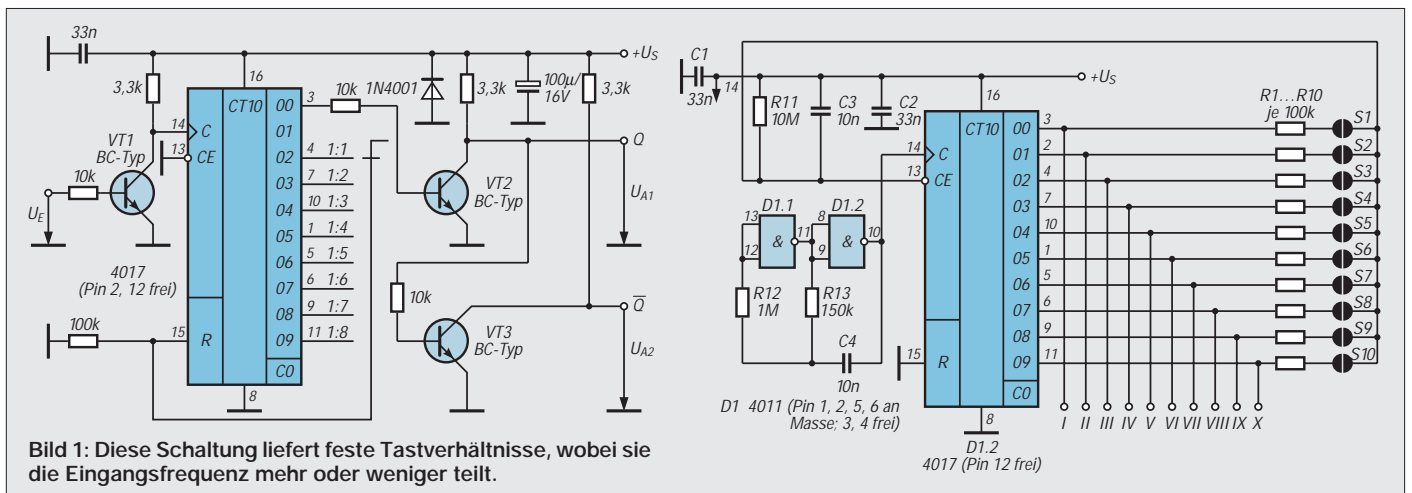 33n
+US
3,3k
16
1N4001
3,3k
100µ/
16V
3,3k
10k
CT10
00
3
01
14
C
VT1
BC-Typ
13
CE
02
4
1:1
Q
03
7
1:2
10k
VT2
BC-Typ
UA1
04
10
1:3
UE
05
1
1:4
06
5
1:5
4017
(Pin 2, 12 frei)
07
6
1:6
10k
Q
08
9
1:7
100k
15
R
09
11
1:8
VT3
BC-Typ
UA2
C0
8
Bild 1: Diese Schaltung liefert feste Tastverhältnisse, wobei sie
die Eingangsfrequenz mehr oder weniger teilt.
C1
33n
14
+US
R11
10M
C3
10n
C2
33n
16
R1...R10
je 100k
CT10
00
3
S1
14
C
01
2
S2
13
CE
02
4
S3
D1.1
D1.2
03
7
S4
13
12
&
11
8
9
&
10
04
10
S5
05
1
S6
06
5
S7
R12
1M
R13
150k
07
6
S8
08
9
S9
C4
10n
15
R
09
11
S10
C0
D1 4011 (Pin 1, 2, 5, 6 an
Masse; 3, 4 frei)
8
I II III IV V VI VII VIII IX X
D1.2
4017 (Pin 12 frei)